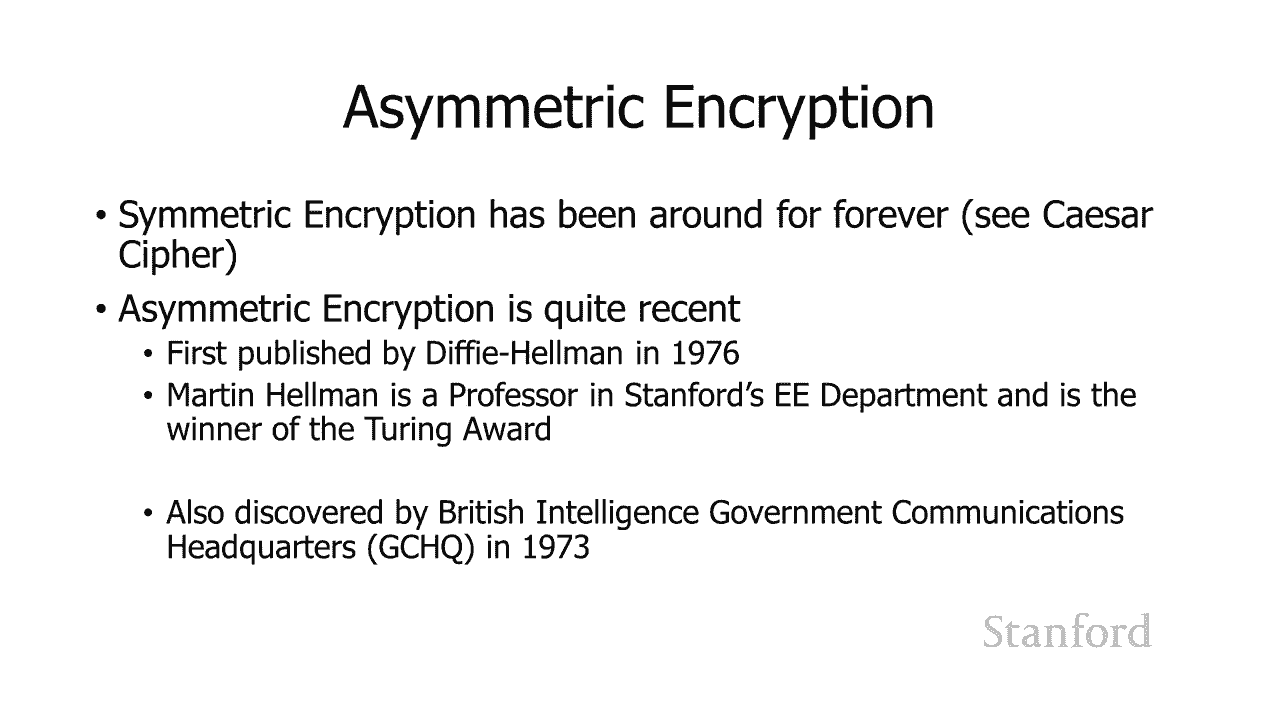 Asymmetric Encryption
• Symmetric Encryption has been around for forever (see Caesar
Cipher)
• Asymmetric Encryption is quite recent
• First published by Diffie-Hellman in 1976
• Martin Hellman is a Professor in Stanford’s EE Department and is the
winner of the Turing Award
• Also discovered by British Intelligence Government Communications
Headquarters (GCHQ) in 1973
Stanford